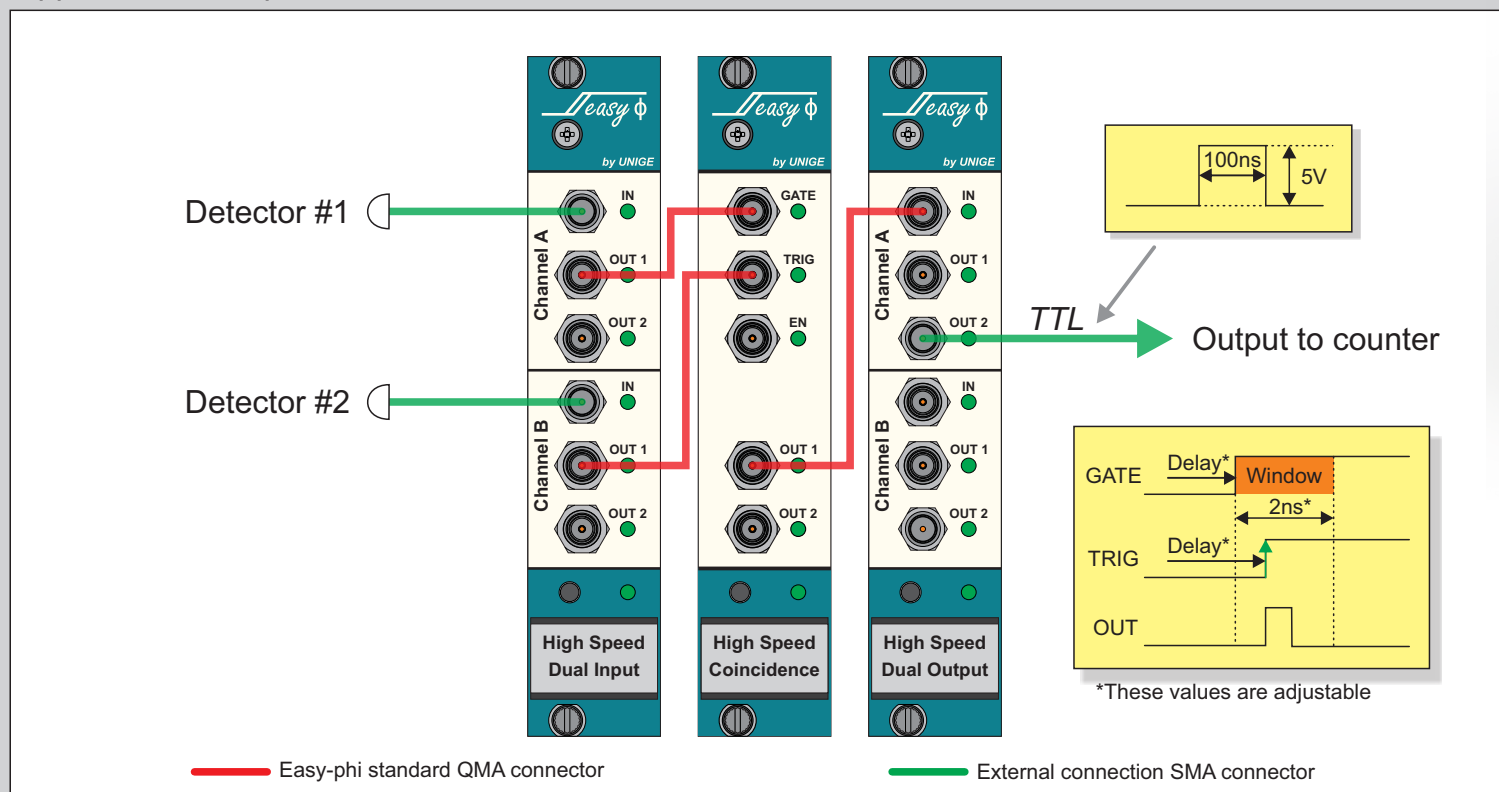 easy ϕ
by UNIGE
easy ϕ
by UNIGE
easy ϕ
by UNIGE
Detector #1
Detector #2
Channel A
IN
OUT 1
OUT 2
Channel B
IN
OUT 1
OUT 2
High Speed
Dual Input
GATE
TRIG
EN
OUT 1
OUT 2
High Speed
Coincidence
Channel A
IN
OUT 1
OUT 2
Channel B
IN
OUT 1
OUT 2
High Speed
Dual Output
100ns
5V
TTL
Output to counter
GATE
Delay*
Window
2ns*
TRIG
Delay*
OUT
*These values are adjustable
Easy-phi standard QMA connector
External connection SMA connector